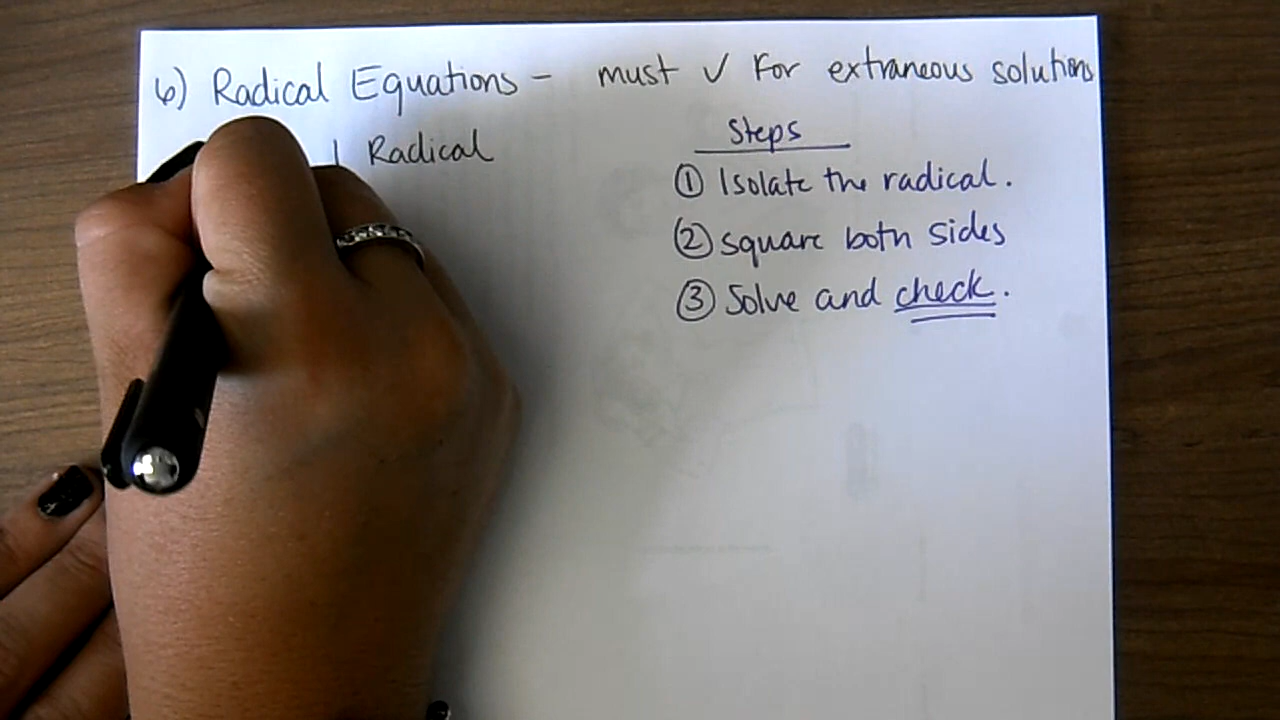 6) Radical Equations - must ✓ for extraneous solutions
Radical
Steps
① Isolate the radical.
② square both sides
③ Solve and check.